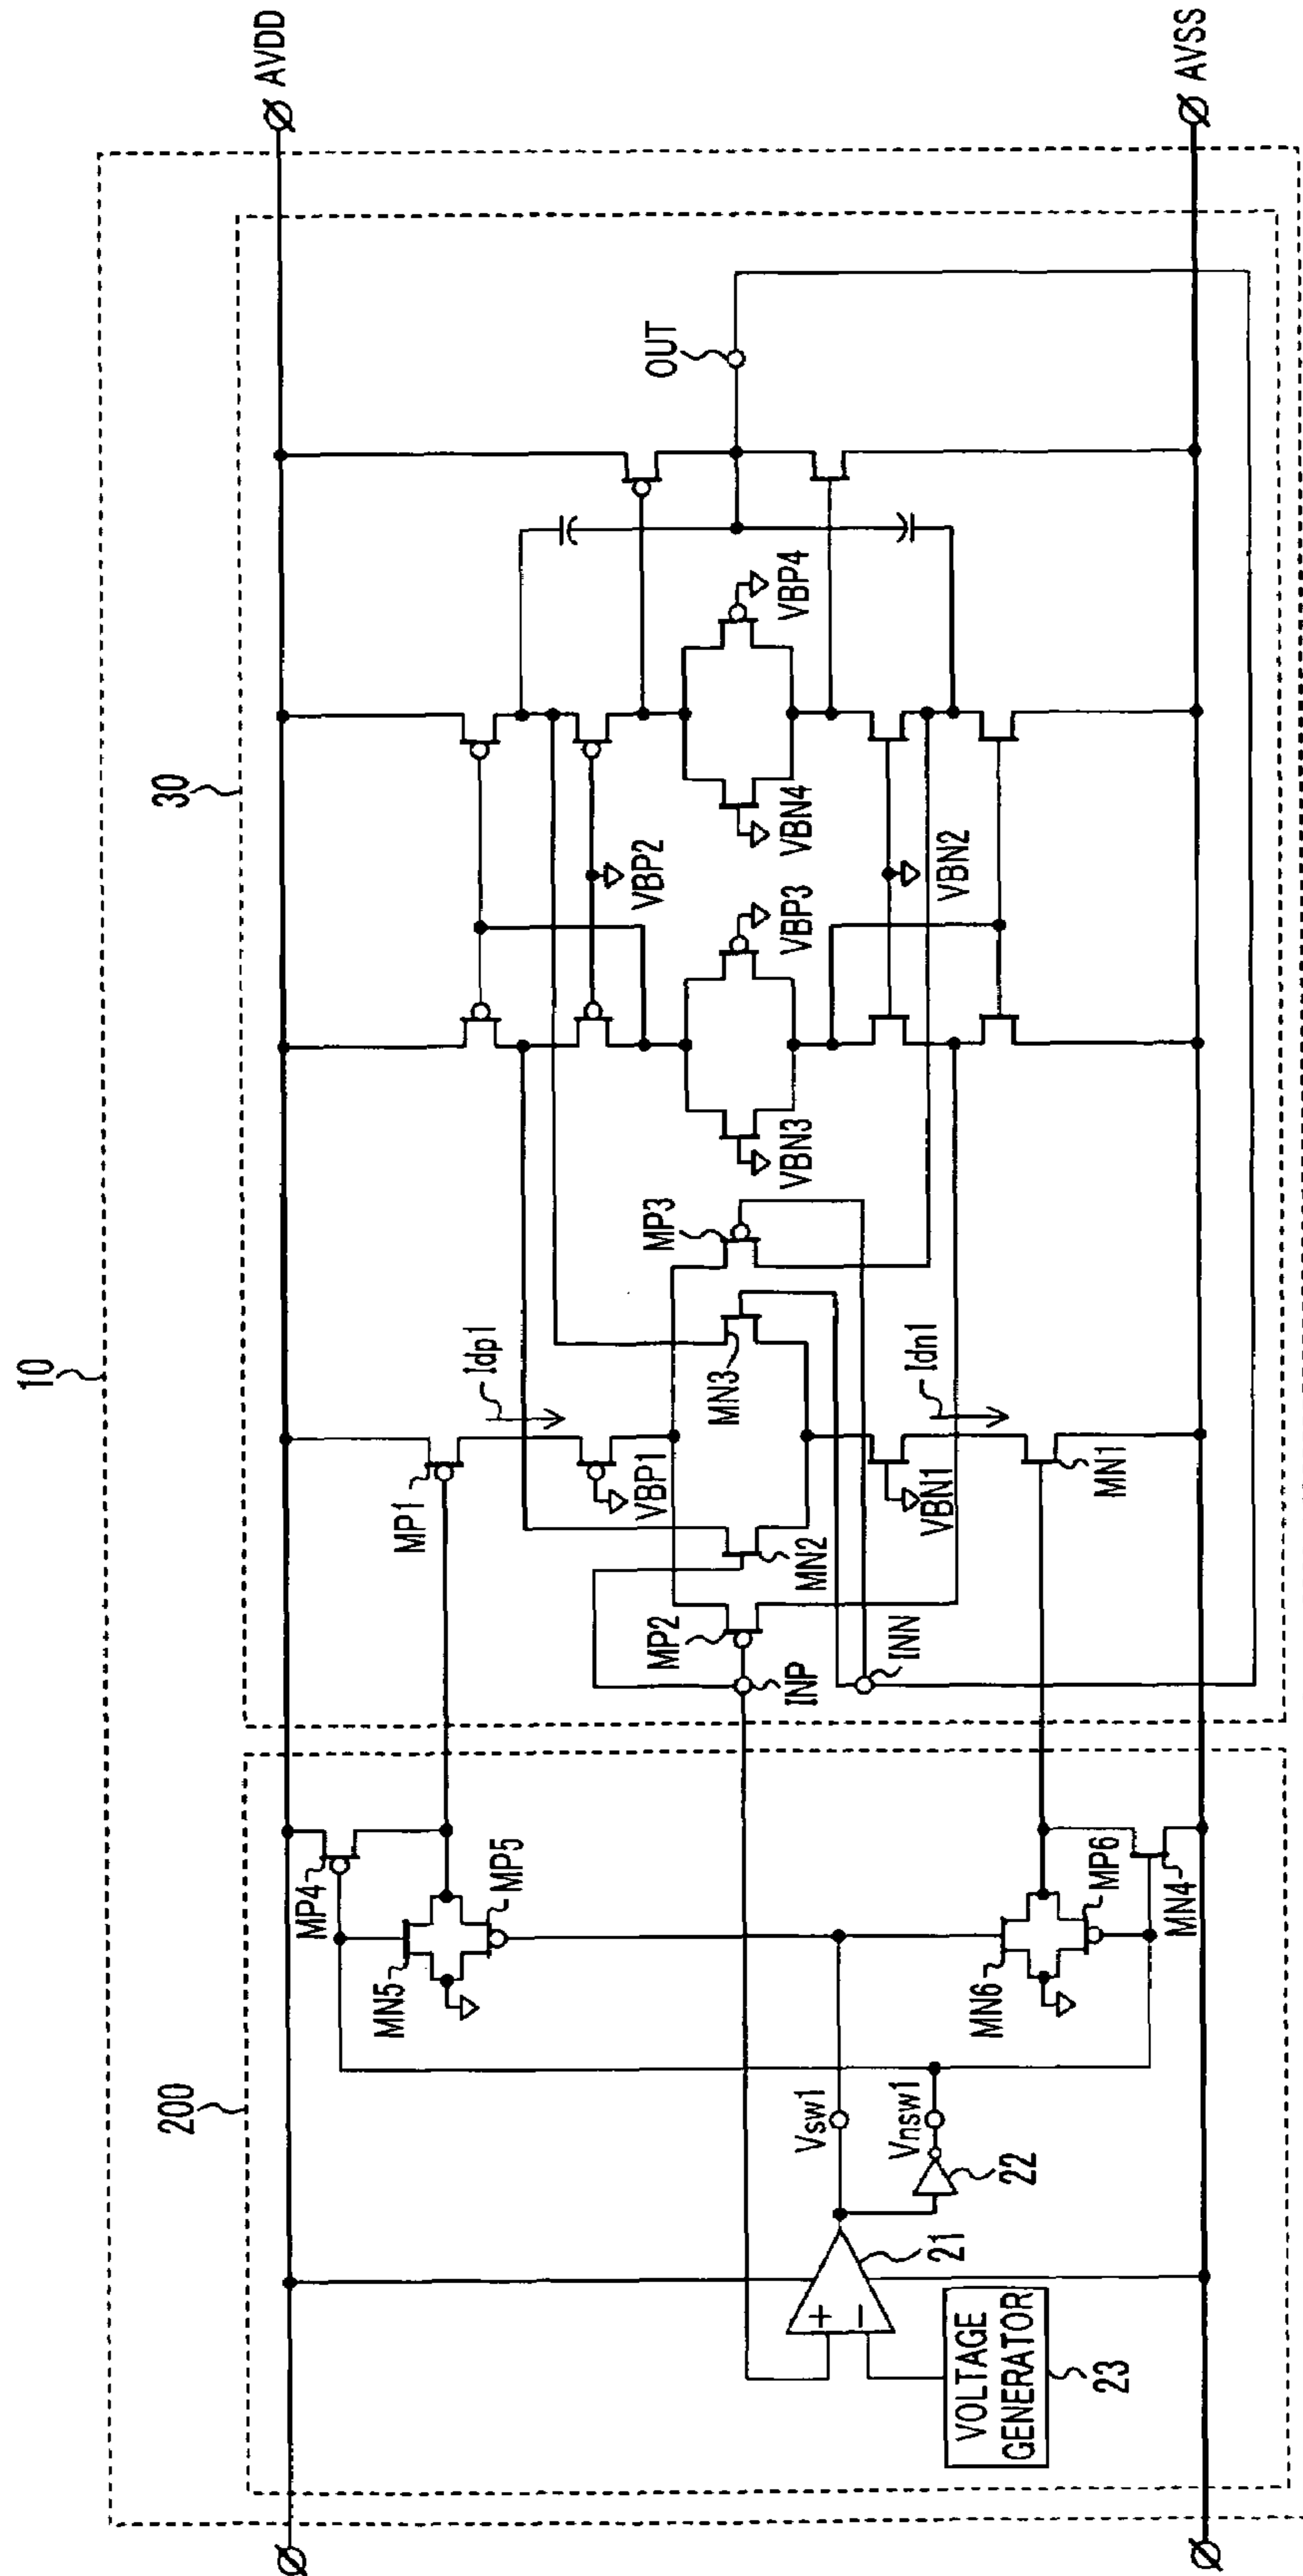 10
200
30
AVDD
MP4
MN5
MP5
MP1
Idp1
VBP1
VBP2
Vsw1
Vnsw1
21
22
VOLTAGE
GENERATOR
23
+
−
INP
INN
MP2
MN2
MN3
MP3
VBN3
VBP3
VBN4
VBP4
OUT
MN6
MP6
MN4
VBN1
Idn1
MN1
VBN2
AVSS